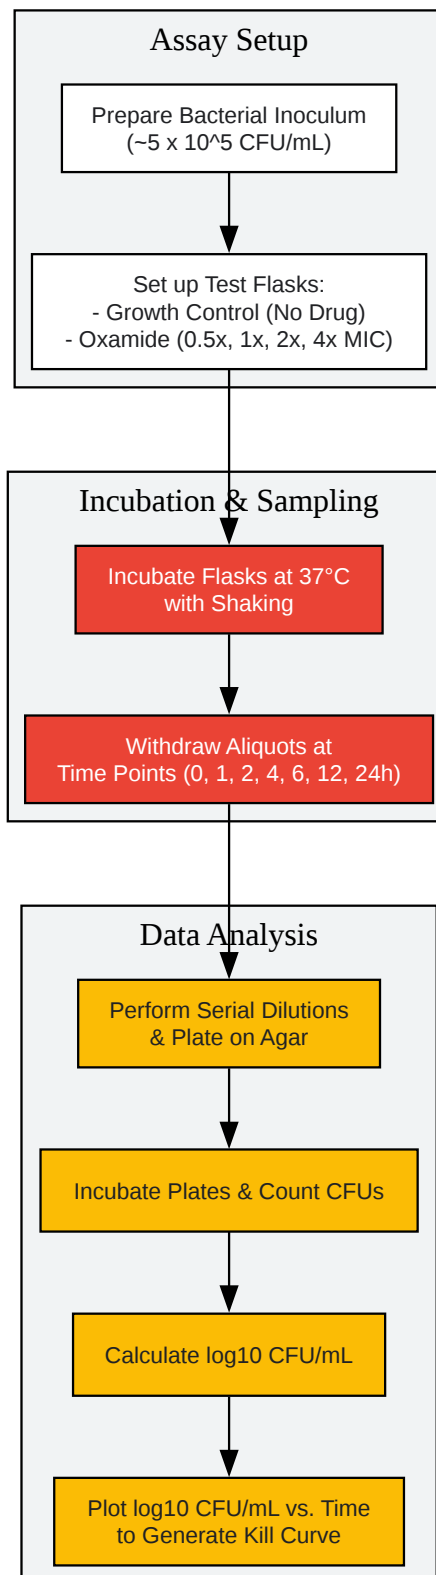 Assay Setup
Prepare Bacterial Inoculum
(~5 x 10^5 CFU/mL)
Set up Test Flasks:
- Growth Control (No Drug)
- Oxamide (0.5x, 1x, 2x, 4x MIC)
Incubation & Sampling
Incubate Flasks at 37°C
with Shaking
Withdraw Aliquots at
Time Points (0, 1, 2, 4, 6, 12, 24h)
Data Analysis
Perform Serial Dilutions
& Plate on Agar
Incubate Plates & Count CFUs
Calculate log10 CFU/mL
Plot log10 CFU/mL vs. Time
to Generate Kill Curve